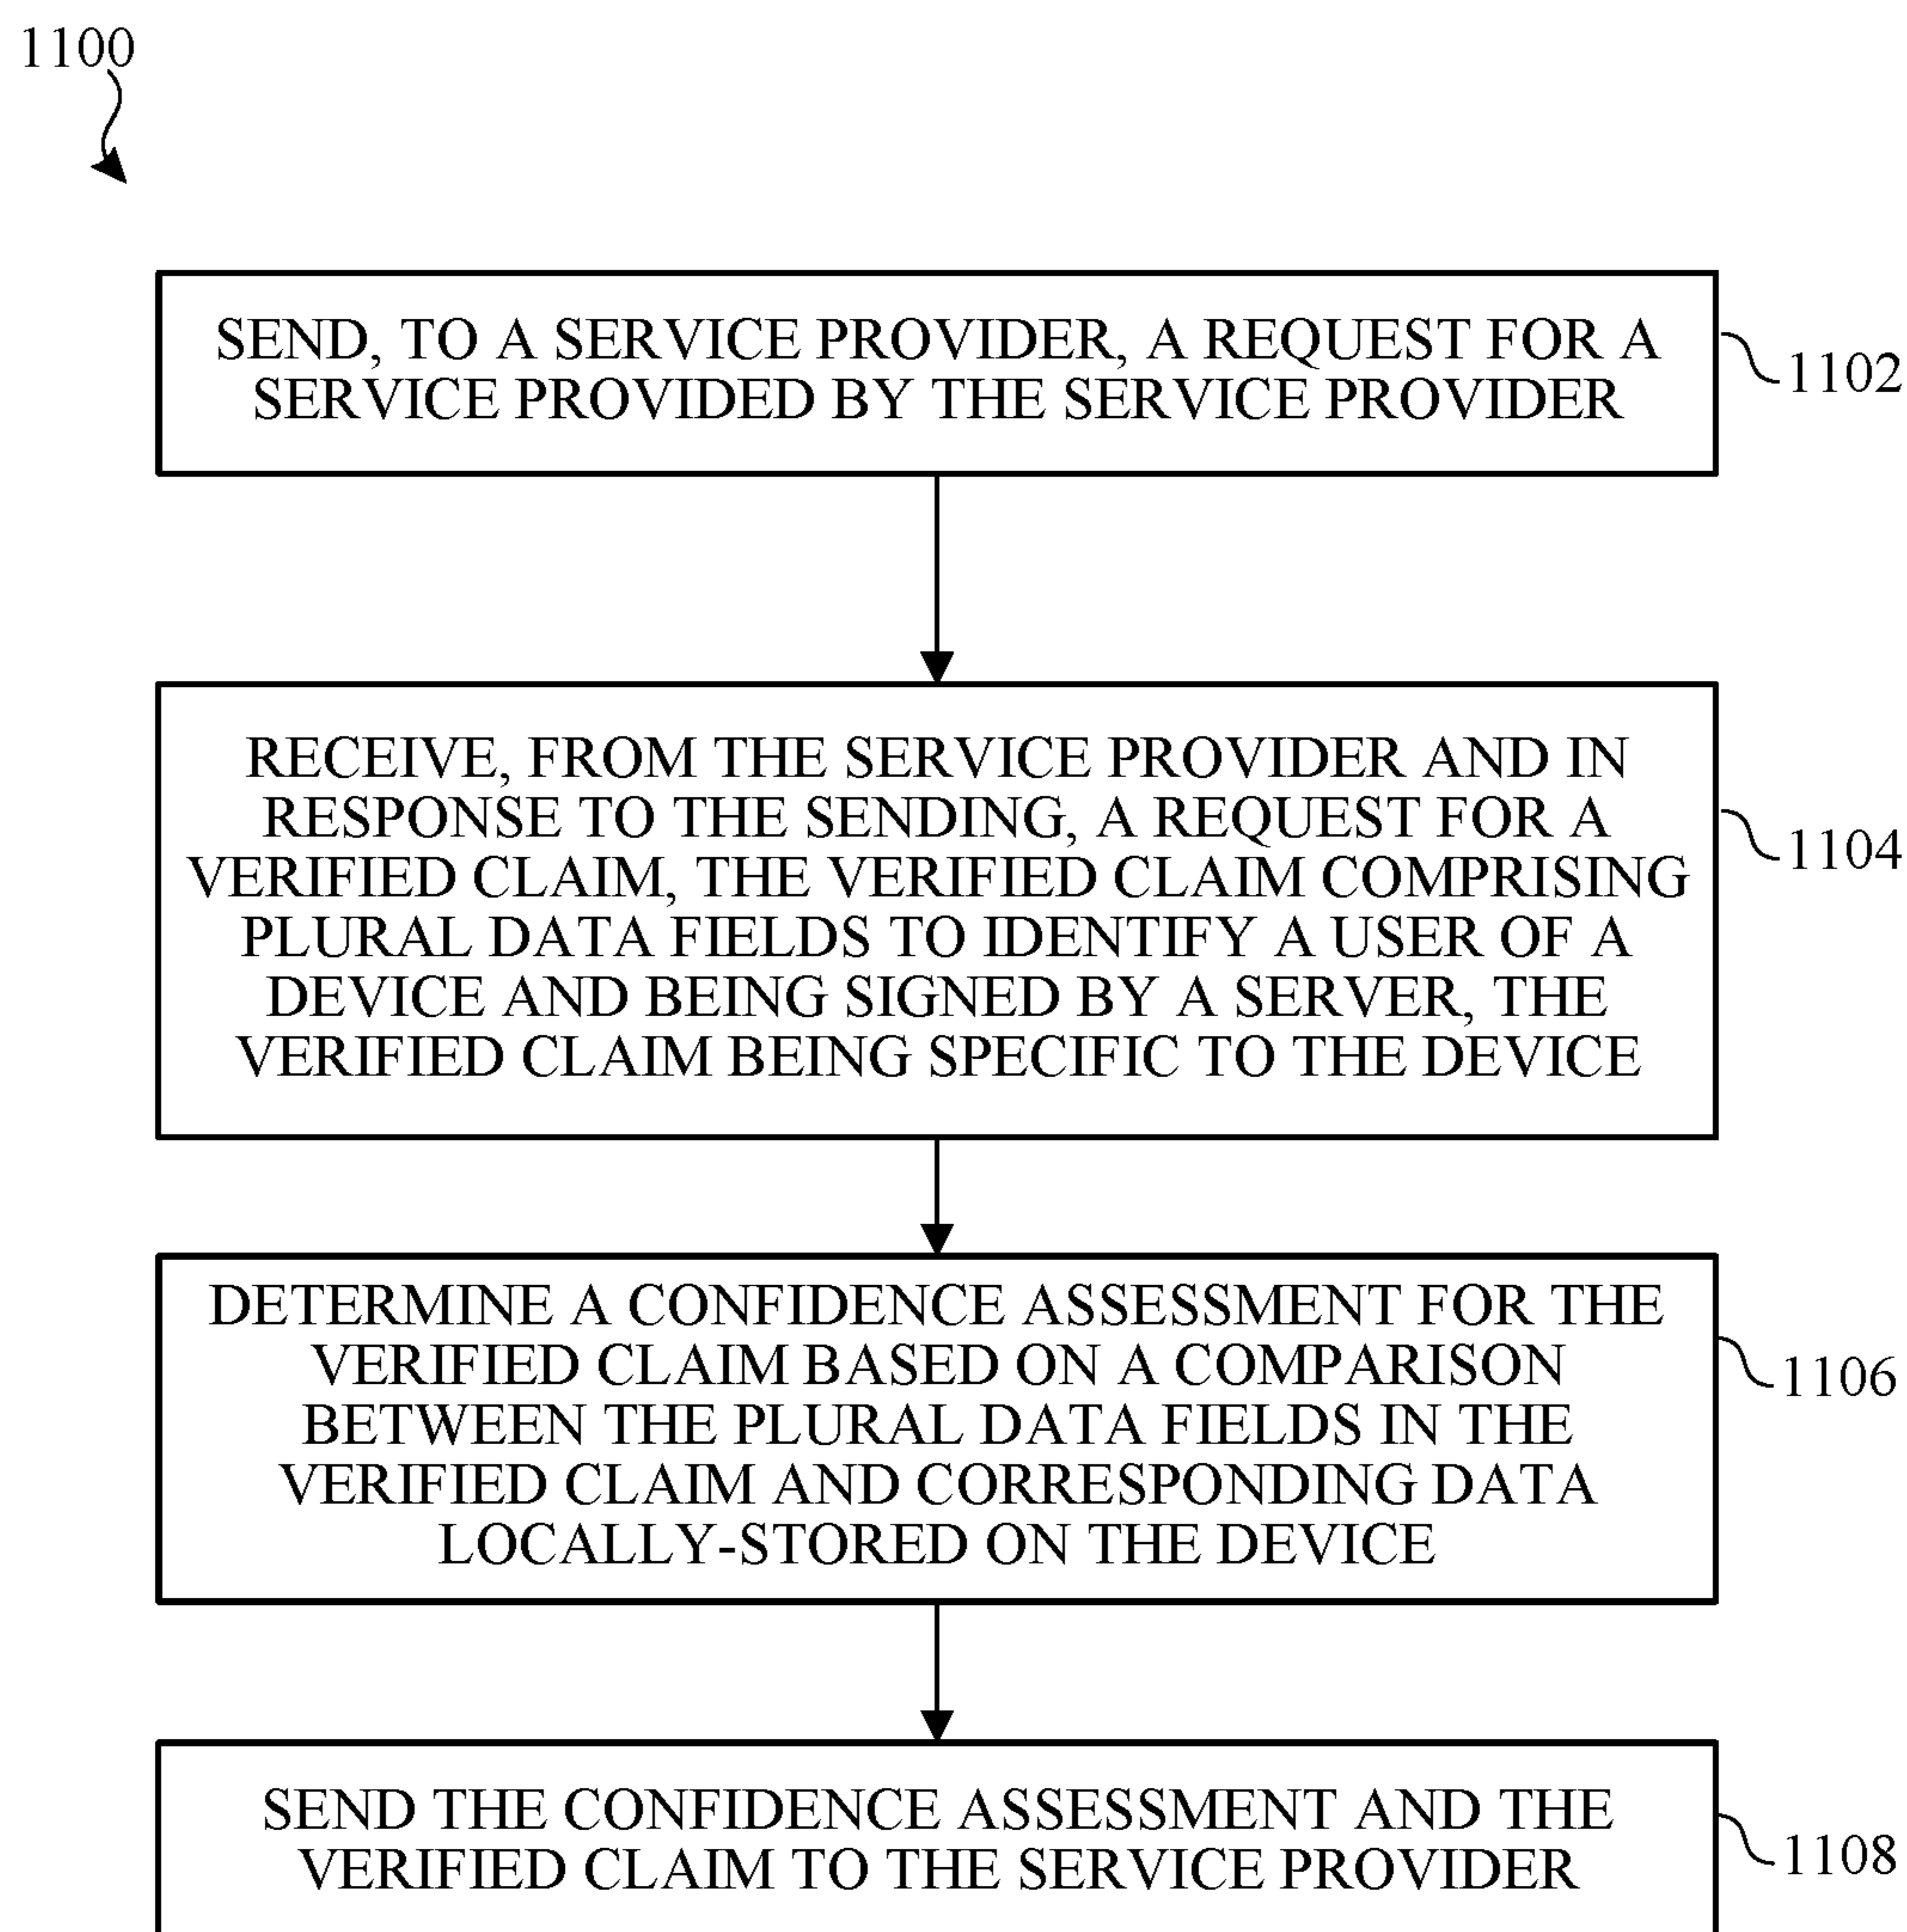 1100
SEND, TO A SERVICE PROVIDER, A REQUEST FOR A
SERVICE PROVIDED BY THE SERVICE PROVIDER
1102
RECEIVE, FROM THE SERVICE PROVIDER AND IN
RESPONSE TO THE SENDING, A REQUEST FOR A
VERIFIED CLAIM, THE VERIFIED CLAIM COMPRISING
PLURAL DATA FIELDS TO IDENTIFY A USER OF A
DEVICE AND BEING SIGNED BY A SERVER, THE
VERIFIED CLAIM BEING SPECIFIC TO THE DEVICE
1104
DETERMINE A CONFIDENCE ASSESSMENT FOR THE
VERIFIED CLAIM BASED ON A COMPARISON
BETWEEN THE PLURAL DATA FIELDS IN THE
VERIFIED CLAIM AND CORRESPONDING DATA
LOCALLY-STORED ON THE DEVICE
1106
SEND THE CONFIDENCE ASSESSMENT AND THE
VERIFIED CLAIM TO THE SERVICE PROVIDER
1108